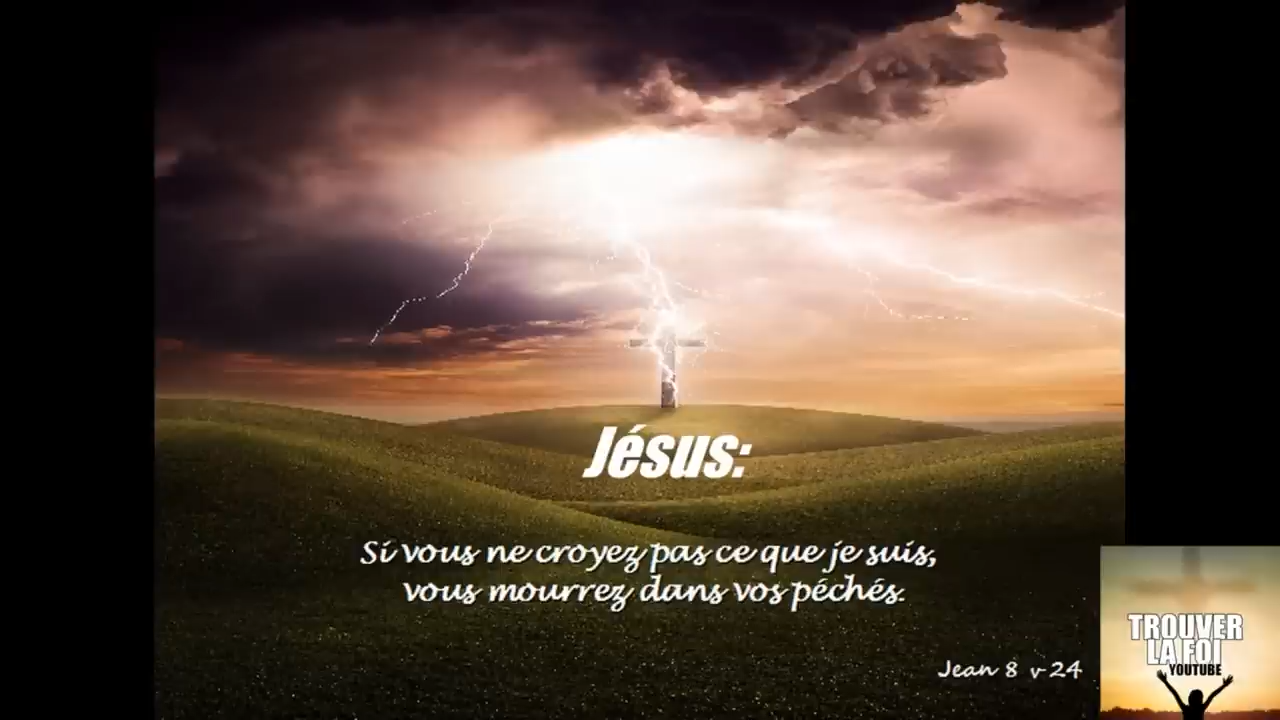 Jésus:
Si vous ne croyez pas ce que je suis,
vous mourrez dans vos péchés.
Jean 8 v 24
TROUVER
LA FOI
YOUTUBE